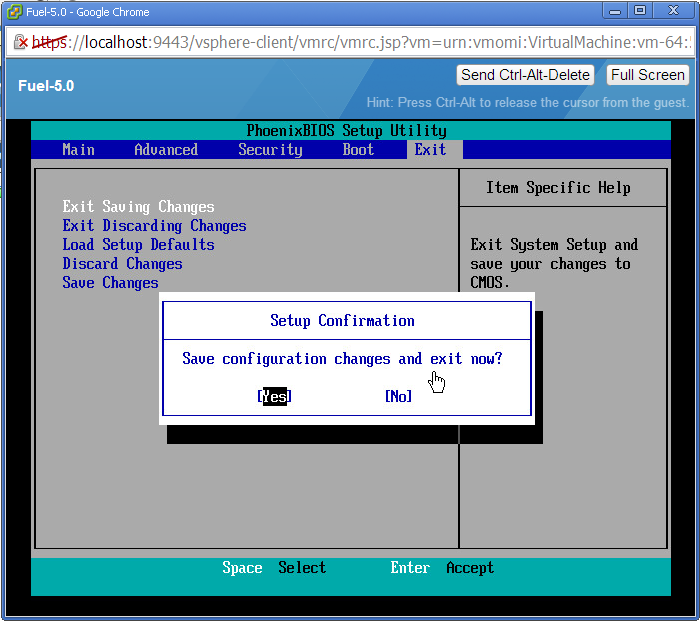 Fuel-5.0 - Google Chrome
https://localhost:9443/vsphere-client/vmrc/vmrc.jsp?vm=urn:vmomi:VirtualMachine:vm-64:
Fuel-5.0
Send Ctrl-Alt-Delete
Full Screen
Hint: Press Ctrl-Alt to release the cursor from the guest.
PhoenixBIOS Setup Utility
Main Advanced Security Boot Exit
Item Specific Help
Exit Saving Changes
Exit Discarding Changes
Load Setup Defaults
Discard Changes
Save Changes
Exit System Setup and
save your changes to
CMOS.
Setup Confirmation
Save configuration changes and exit now?
[Yes] [No]
Space Select Enter Accept